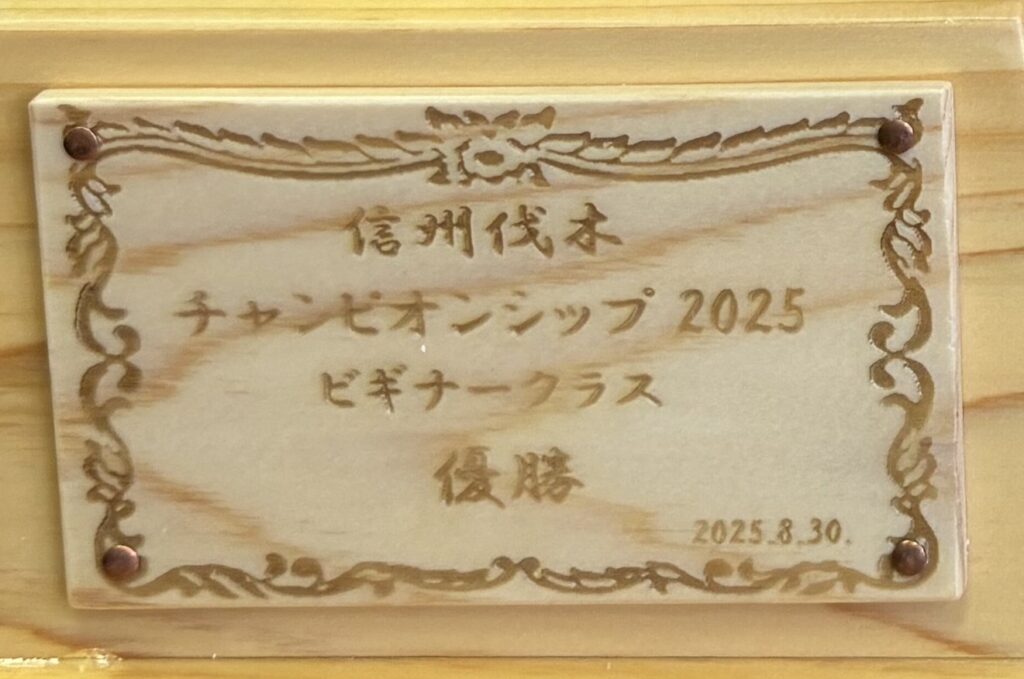 信州伐木
チャンピオンシップ 2025
ビギナークラス
優勝
2025.8.30.